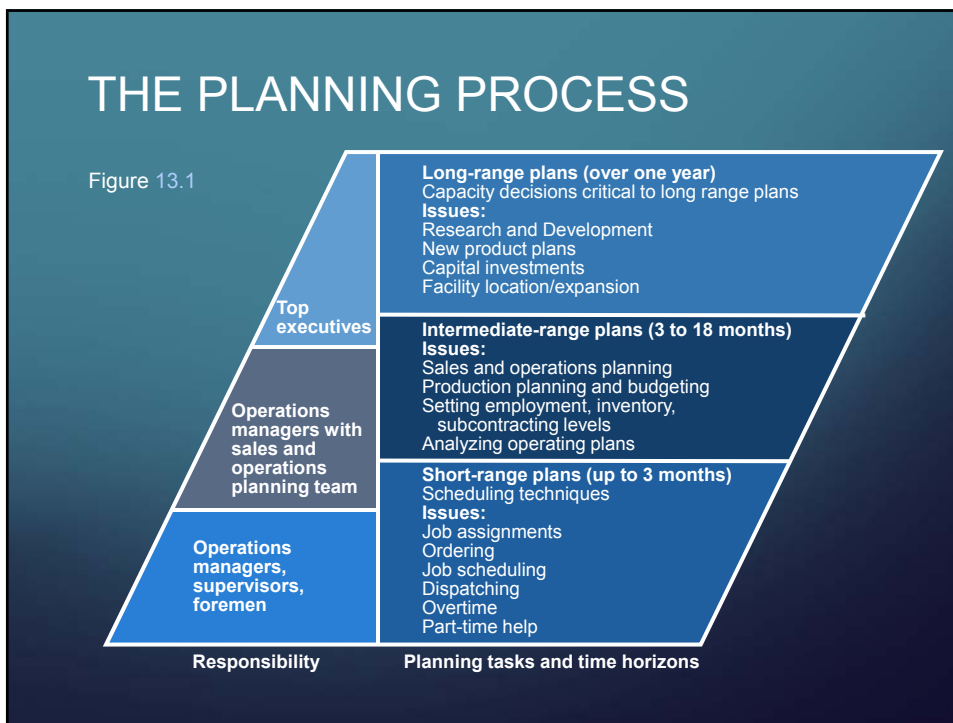 THE PLANNING PROCESS
Figure 13.1
Top
executives
Long-range plans (over one year)
Capacity decisions critical to long range plans
Issues:
Research and Development
New product plans
Capital investments
Facility location/expansion
Operations
managers with
sales and
operations
planning team
Intermediate-range plans (3 to 18 months)
Issues:
Sales and operations planning
Production planning and budgeting
Setting employment, inventory,
subcontracting levels
Analyzing operating plans
Operations
managers,
supervisors,
foremen
Short-range plans (up to 3 months)
Scheduling techniques
Issues:
Job assignments
Ordering
Job scheduling
Dispatching
Overtime
Part-time help
Responsibility
Planning tasks and time horizons